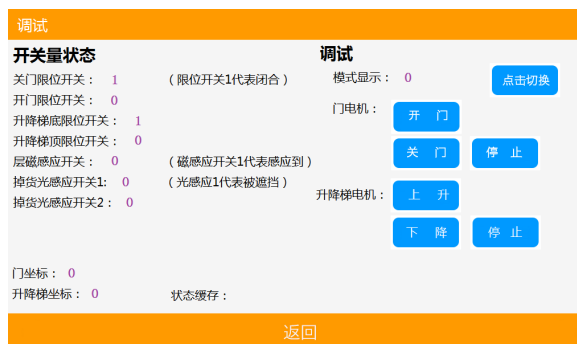 调试
开关量状态
关门限位开关： 1 （限位开关1代表闭合）
开门限位开关： 0
升降梯底限位开关： 1
升降梯顶限位开关： 0
层磁感应开关： 0 （磁感应开关1代表感应到）
掉货光感应开关1: 0 （光感应1代表被遮挡）
掉货光感应开关2： 0
门坐标： 0
升降梯坐标： 0 状态缓存：
调试
模式显示： 0 点击切换
门电机： 开 门
关 门 停 止
升降梯电机： 上 升
下 降 停 止
返回